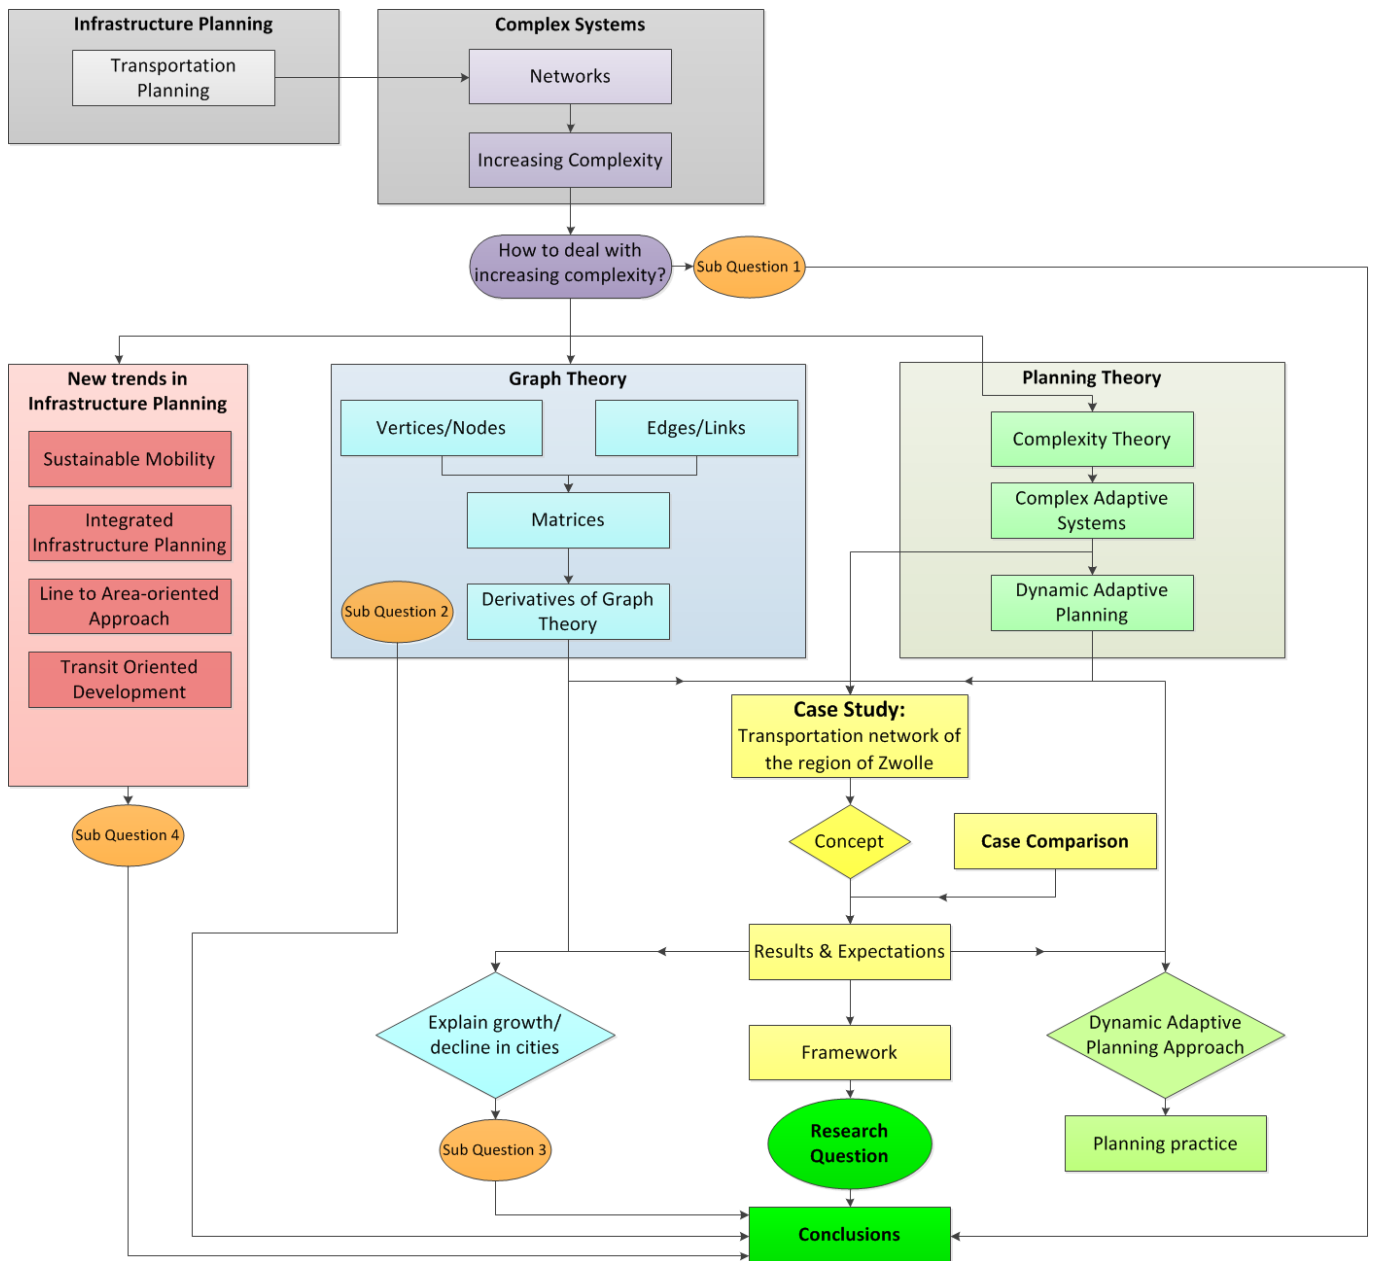 Infrastructure Planning
Transportation
Planning
Complex Systems
Networks
Increasing Complexity
How to deal with
increasing complexity?
Sub Question 1
New trends in
Infrastructure Planning
Sustainable Mobility
Integrated
Infrastructure Planning
Line to Area-oriented
Approach
Transit Oriented
Development
Sub Question 4
Graph Theory
Vertices/Nodes
Edges/Links
Matrices
Derivatives of Graph
Theory
Sub Question 2
Planning Theory
Complexity Theory
Complex Adaptive
Systems
Dynamic Adaptive
Planning
Case Study:
Transportation network of
the region of Zwolle
Concept
Case Comparison
Results & Expectations
Explain growth/
decline in cities
Framework
Dynamic Adaptive
Planning Approach
Sub Question 3
Research
Question
Planning practice
Conclusions